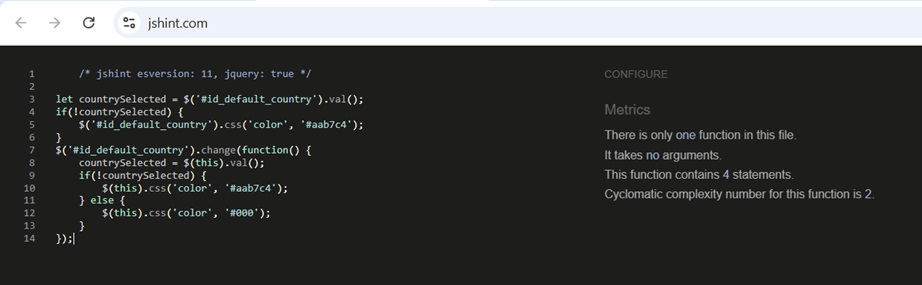 jshint.com
1 /* jshint esversion: 11, jquery: true */
2
3 let countrySelected = $('#id_default_country').val();
4 if(!countrySelected) {
5 $('#id_default_country').css('color', '#aab7c4');
6 }
7 $('#id_default_country').change(function() {
8 countrySelected = $(this).val();
9 if(!countrySelected) {
10 $(this).css('color', '#aab7c4');
11 } else {
12 $(this).css('color', '#000');
13 }
14 });
CONFIGURE
Metrics
There is only one function in this file.
It takes no arguments.
This function contains 4 statements.
Cyclomatic complexity number for this function is 2.